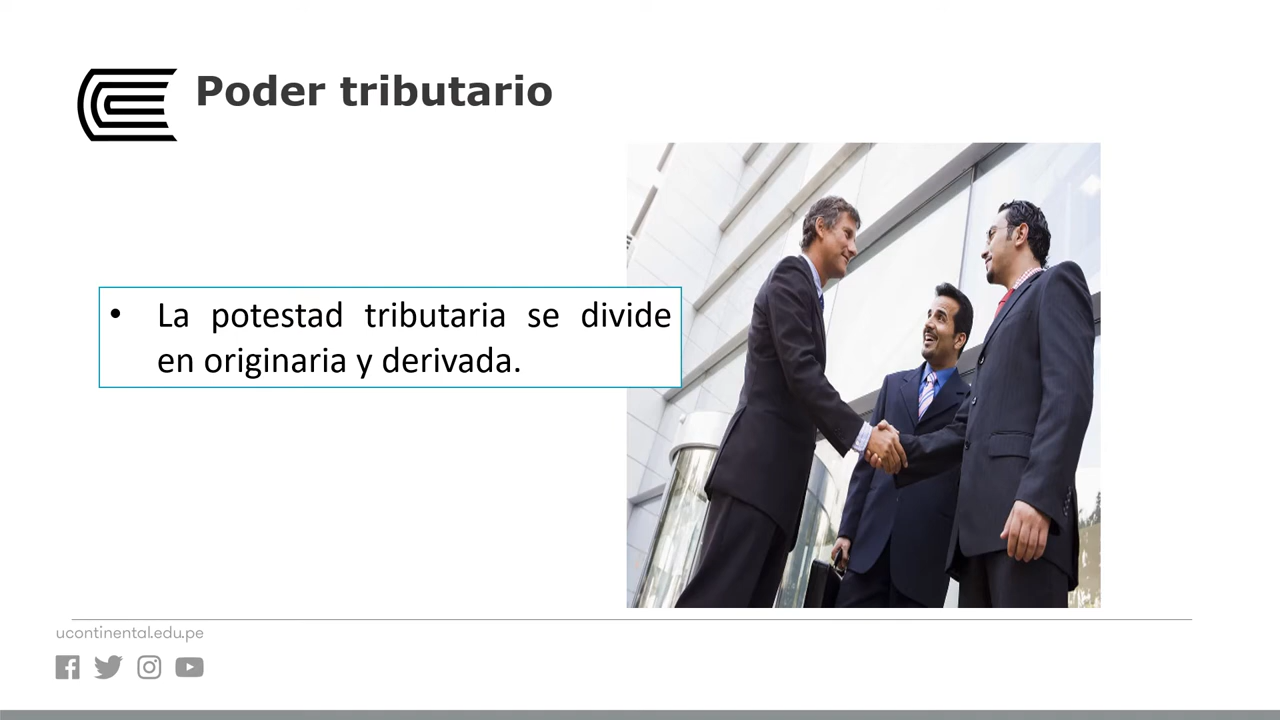 Poder tributario
• La potestad tributaria se divide
en originaria y derivada.
ucontinental.edu.pe